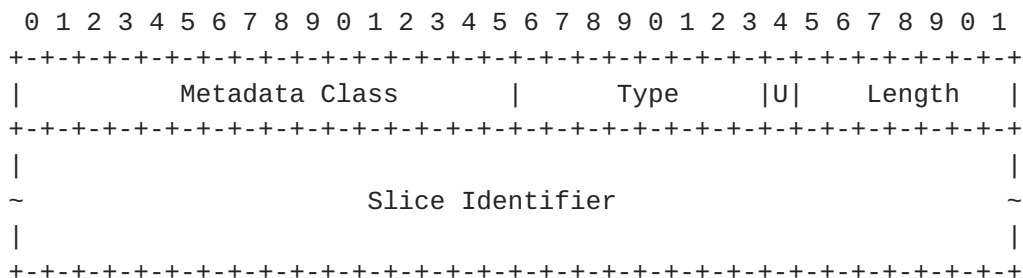 0 1 2 3 4 5 6 7 8 9 0 1 2 3 4 5 6 7 8 9 0 1 2 3 4 5 6 7 8 9 0 1
+-+-+-+-+-+-+-+-+-+-+-+-+-+-+-+-+-+-+-+-+-+-+-+-+-+-+-+-+-+-+-+-+
|          Metadata Class       |        Type   |U|    Length   |
+-+-+-+-+-+-+-+-+-+-+-+-+-+-+-+-+-+-+-+-+-+-+-+-+-+-+-+-+-+-+-+-+
|                                                               |
~                      Slice Identifier                         ~
|                                                               |
+-+-+-+-+-+-+-+-+-+-+-+-+-+-+-+-+-+-+-+-+-+-+-+-+-+-+-+-+-+-+-+-+